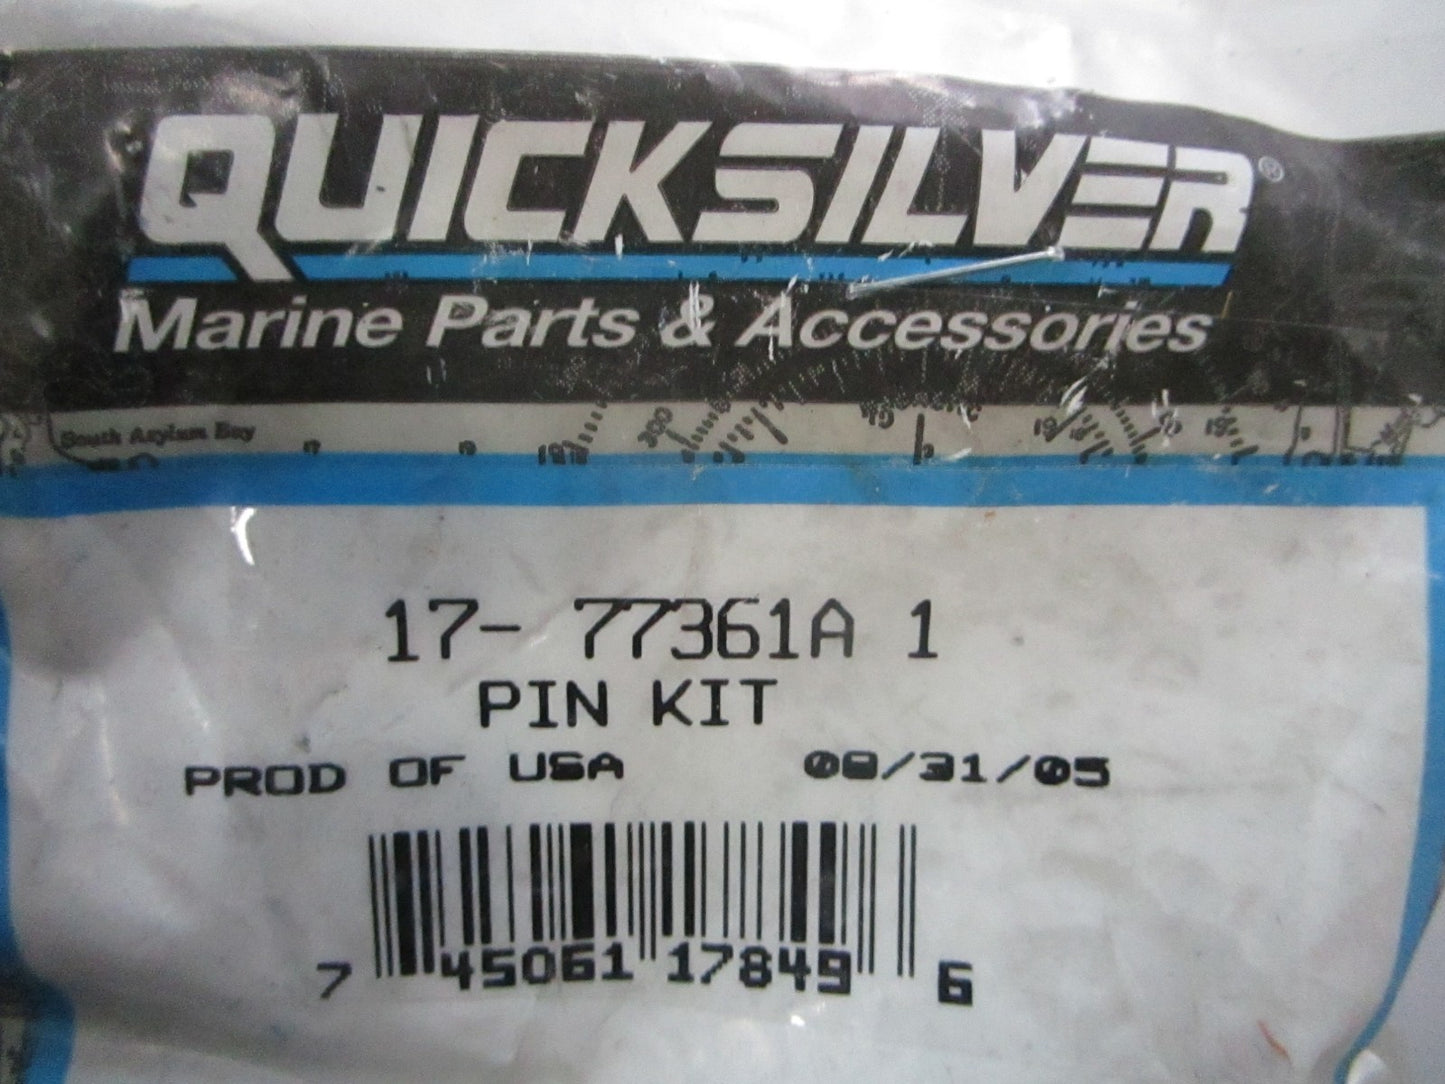 QUICKSILVER®
Marine Parts & Accessories
South Asylum Bay
300
17- 77361A 1
PIN KIT
PROD OF USA 08/31/05
7 45061 17849 6